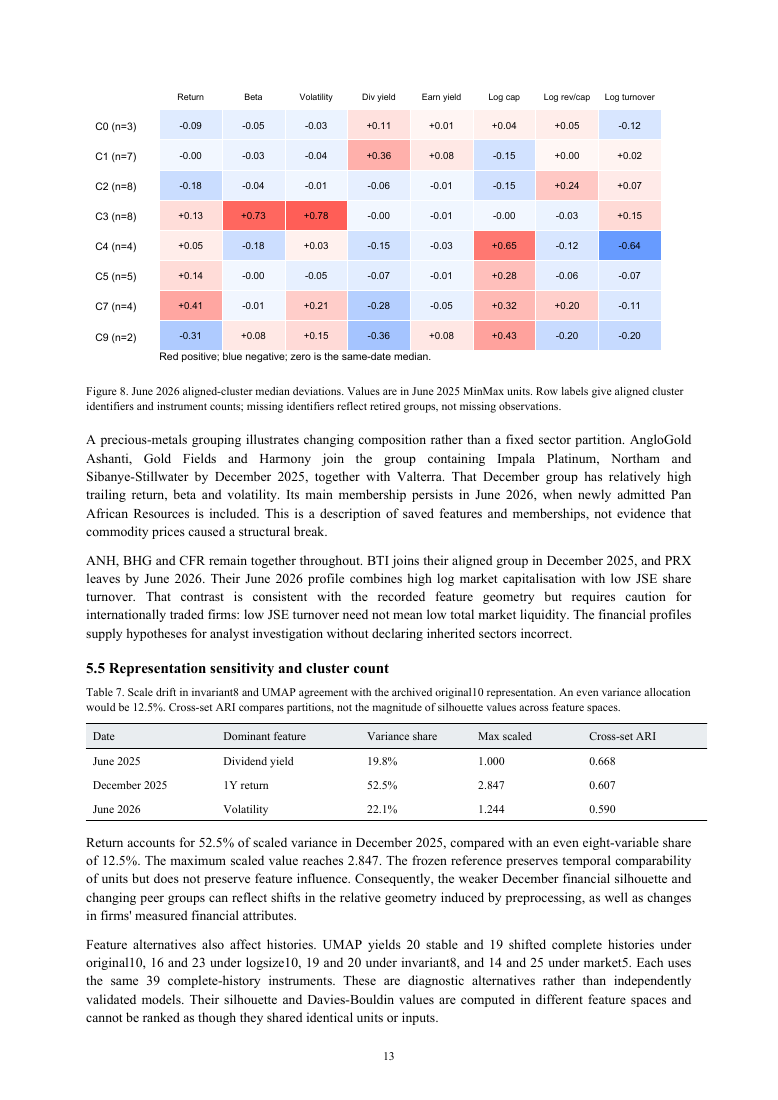 Return Beta Volatility Div yield Earn yield Log cap Log rev/cap Log turnover
C0 (n=3) -0.09 -0.05 -0.03 +0.11 +0.01 +0.04 +0.05 -0.12
C1 (n=7) -0.00 -0.03 -0.04 +0.36 +0.08 -0.15 +0.00 +0.02
C2 (n=8) -0.18 -0.04 -0.01 -0.06 -0.01 -0.15 +0.24 +0.07
C3 (n=8) +0.13 +0.73 +0.78 -0.00 -0.01 -0.00 -0.03 +0.15
C4 (n=4) +0.05 -0.18 +0.03 -0.15 -0.03 +0.65 -0.12 -0.64
C5 (n=5) +0.14 -0.00 -0.05 -0.07 -0.01 +0.28 -0.06 -0.07
C7 (n=4) +0.41 -0.01 +0.21 -0.28 -0.05 +0.32 +0.20 -0.11
C9 (n=2) -0.31 +0.08 +0.15 -0.36 +0.08 +0.43 -0.20 -0.20
Red positive; blue negative; zero is the same-date median.
Figure 8. June 2026 aligned-cluster median deviations. Values are in June 2025 MinMax units. Row labels give aligned cluster
identifiers and instrument counts; missing identifiers reflect retired groups, not missing observations.
A precious-metals grouping illustrates changing composition rather than a fixed sector partition. AngloGold
Ashanti, Gold Fields and Harmony join the group containing Impala Platinum, Northam and
Sibanye-Stillwater by December 2025, together with Valterra. That December group has relatively high
trailing return, beta and volatility. Its main membership persists in June 2026, when newly admitted Pan
African Resources is included. This is a description of saved features and memberships, not evidence that
commodity prices caused a structural break.
ANH, BHG and CFR remain together throughout. BTI joins their aligned group in December 2025, and PRX
leaves by June 2026. Their June 2026 profile combines high log market capitalisation with low JSE share
turnover. That contrast is consistent with the recorded feature geometry but requires caution for
internationally traded firms: low JSE turnover need not mean low total market liquidity. The financial profiles
supply hypotheses for analyst investigation without declaring inherited sectors incorrect.
5.5 Representation sensitivity and cluster count
Table 7. Scale drift in invariant8 and UMAP agreement with the archived original10 representation. An even variance allocation
would be 12.5%. Cross-set ARI compares partitions, not the magnitude of silhouette values across feature spaces.
Date Dominant feature Variance share Max scaled Cross-set ARI
June 2025 Dividend yield 19.8% 1.000 0.668
December 2025 1Y return 52.5% 2.847 0.607
June 2026 Volatility 22.1% 1.244 0.590
Return accounts for 52.5% of scaled variance in December 2025, compared with an even eight-variable share
of 12.5%. The maximum scaled value reaches 2.847. The frozen reference preserves temporal comparability
of units but does not preserve feature influence. Consequently, the weaker December financial silhouette and
changing peer groups can reflect shifts in the relative geometry induced by preprocessing, as well as changes
in firms' measured financial attributes.
Feature alternatives also affect histories. UMAP yields 20 stable and 19 shifted complete histories under
original10, 16 and 23 under logsize10, 19 and 20 under invariant8, and 14 and 25 under market5. Each uses
the same 39 complete-history instruments. These are diagnostic alternatives rather than independently
validated models. Their silhouette and Davies-Bouldin values are computed in different feature spaces and
cannot be ranked as though they shared identical units or inputs.
13